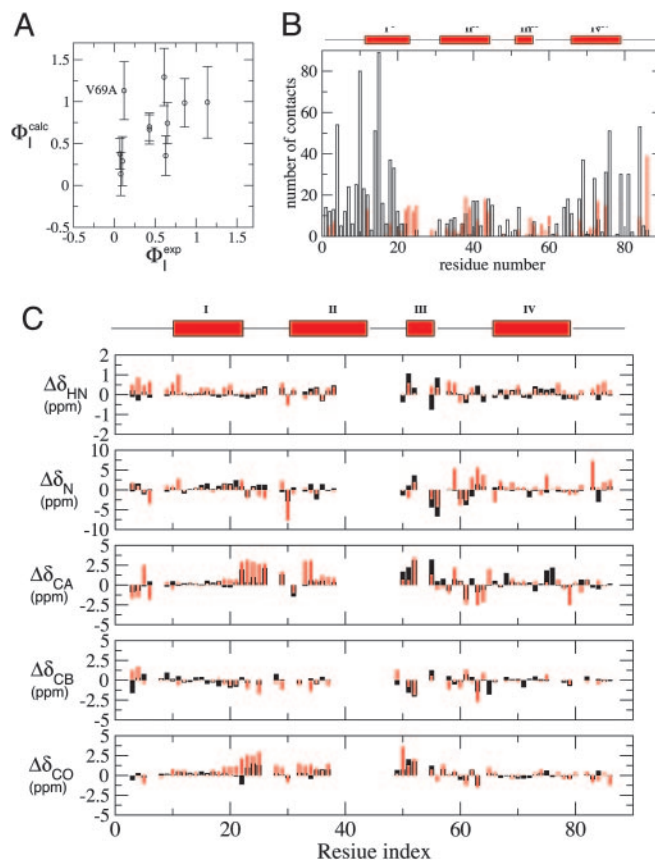 A
1.5
1
0.5
0
-0.5
-0.5 0 0.5 1 1.5
V69A
Φ_I^calc
Φ_I^exp
B
80
60
40
20
0
0 20 40 60 80
number of contacts
residue number
C
I II III IV
Δδ_HN
(ppm)
2
1
0
1
2
Δδ_N
(ppm)
10
5
0
-5
-10
Δδ_CA
(ppm)
5
2.5
0
-2.5
5
Δδ_CB
(ppm)
5
2.5
0
-2.5
-5
Δδ_CO
(ppm)
5
2.5
0
-2.5
-5
0 20 40 60 80
Resiue index